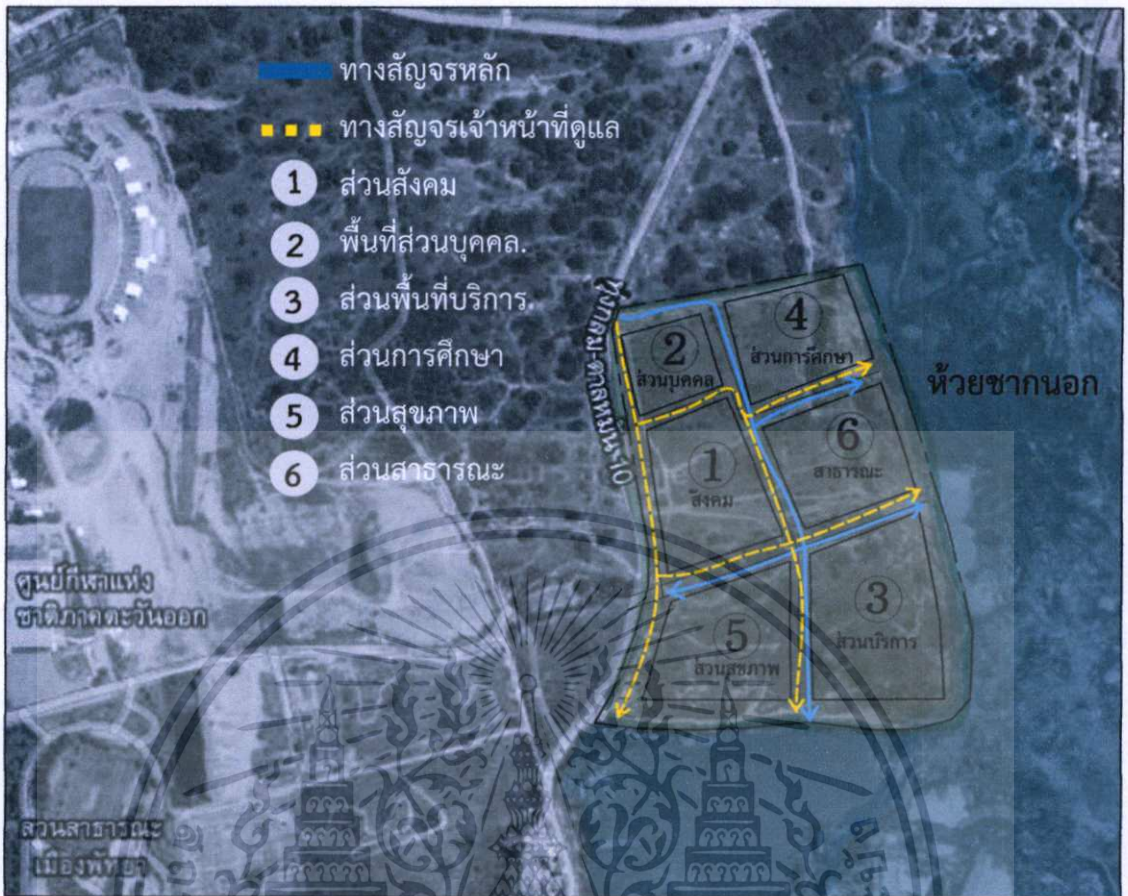 ทางสัญจรหลัก
ทางสัญจรเจ้าหน้าที่ดูแล
1 ส่วนสังคม
2 พื้นที่ส่วนบุคคล.
3 ส่วนพื้นที่บริการ.
4 ส่วนการศึกษา
5 ส่วนสุขภาพ
6 ส่วนสาธารณะ
4
ส่วนการศึกษา
2
ส่วนบุคคล
ห้วยซากนอก
6
สาธารณะ
1
สังคม
3
ส่วนบริการ
5
ส่วนสุขภาพ
ศูนย์กีฬาแห่ง
ชาติภาคตะวันออก
สวนสาธารณะ
เมืองพัทยา